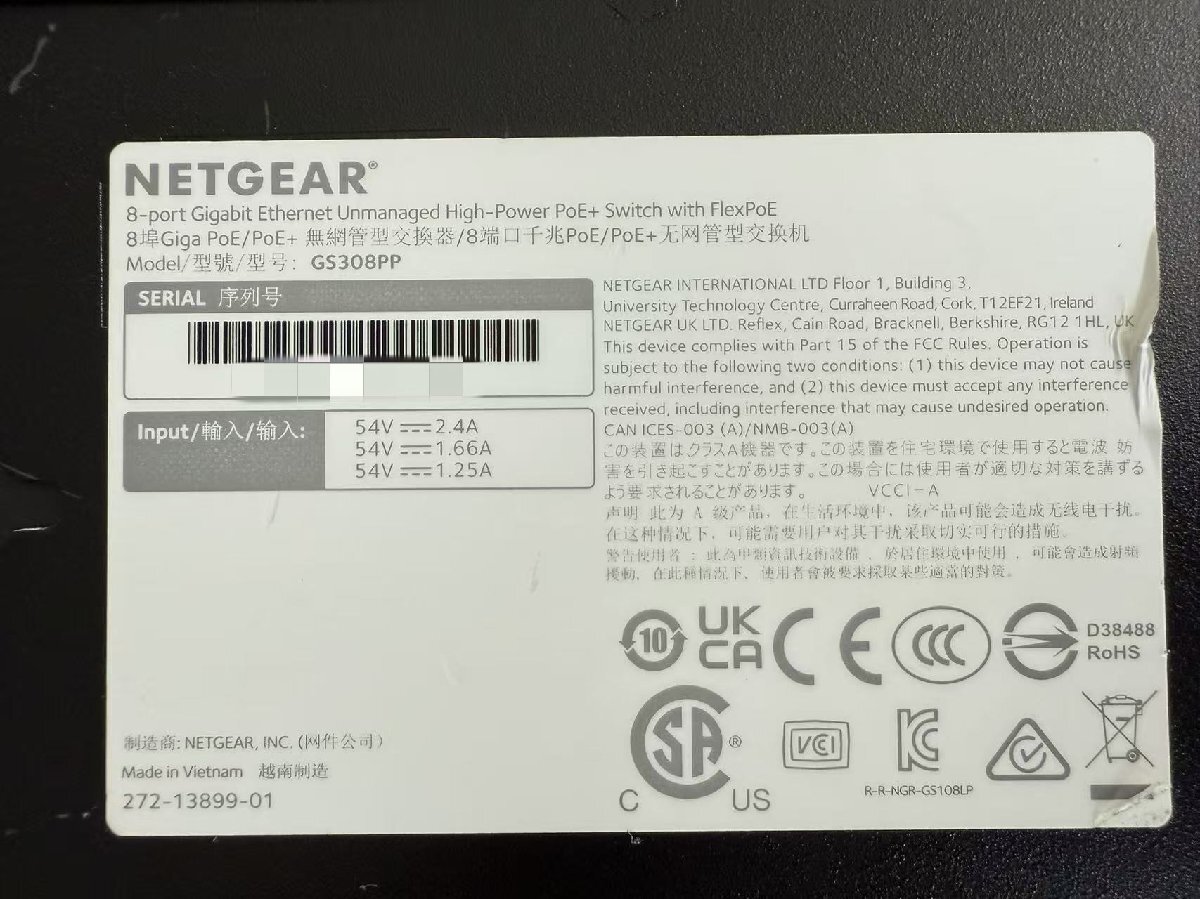 NETGEAR®
8-port Gigabit Ethernet Unmanaged High-Power PoE+ Switch with FlexPoE
8埠Giga PoE/PoE+ 無網管型交換器/8端口千兆PoE/PoE+无网管型交换机
Model/型號/型号: GS308PP
SERIAL 序列号
Input/輸入/输入:
54V ⎓ 2.4A
54V ⎓ 1.66A
54V ⎓ 1.25A
NETGEAR INTERNATIONAL LTD Floor 1, Building 3,
University Technology Centre, Curraheen Road, Cork, T12EF21, Ireland
NETGEAR UK LTD. Reflex, Cain Road, Bracknell, Berkshire, RG12 1HL, UK
This device complies with Part 15 of the FCC Rules. Operation is
subject to the following two conditions: (1) this device may not cause
harmful interference, and (2) this device must accept any interference
received, including interference that may cause undesired operation.
CAN ICES-003 (A)/NMB-003(A)
この装置はクラスA機器です。この装置を住宅環境で使用すると電波 妨
害を引き起こすことがあります。この場合には使用者が適切な対策を講ずる
よう要求されることがあります。 VCCI-A
声明 此为 A 级产品，在生活环境中，该产品可能会造成无线电干扰。
在这种情况下，可能需要用户对其干扰采取切实可行的措施。
警告使用者：此為甲類資訊技術設備，於居住環境中使用，可能會造成射頻
擾動，在此種情況下，使用者會被要求採取某些適當的對策。
10 UK CA CE CCC D38488
RoHS
SA® C US
VCI KC
R-R-NGR-GS108LP
制造商: NETGEAR, INC. (网件公司)
Made in Vietnam 越南制造
272-13899-01